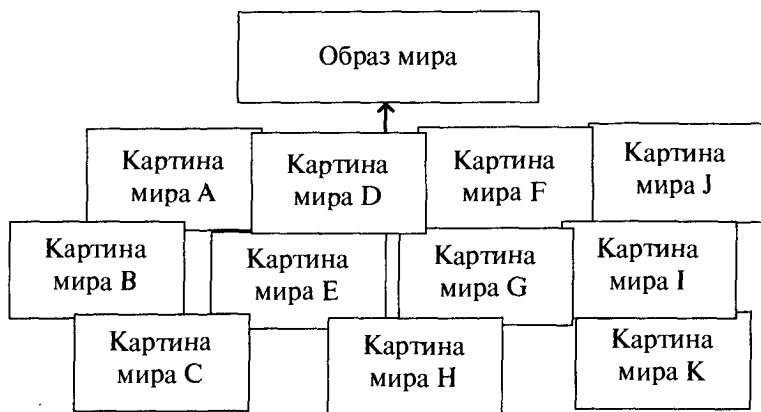 Образ мира
Картина
мира A
Картина
мира D
Картина
мира F
Картина
мира J
Картина
мира B
Картина
мира E
Картина
мира G
Картина
мира I
Картина
мира C
Картина
мира H
Картина
мира K